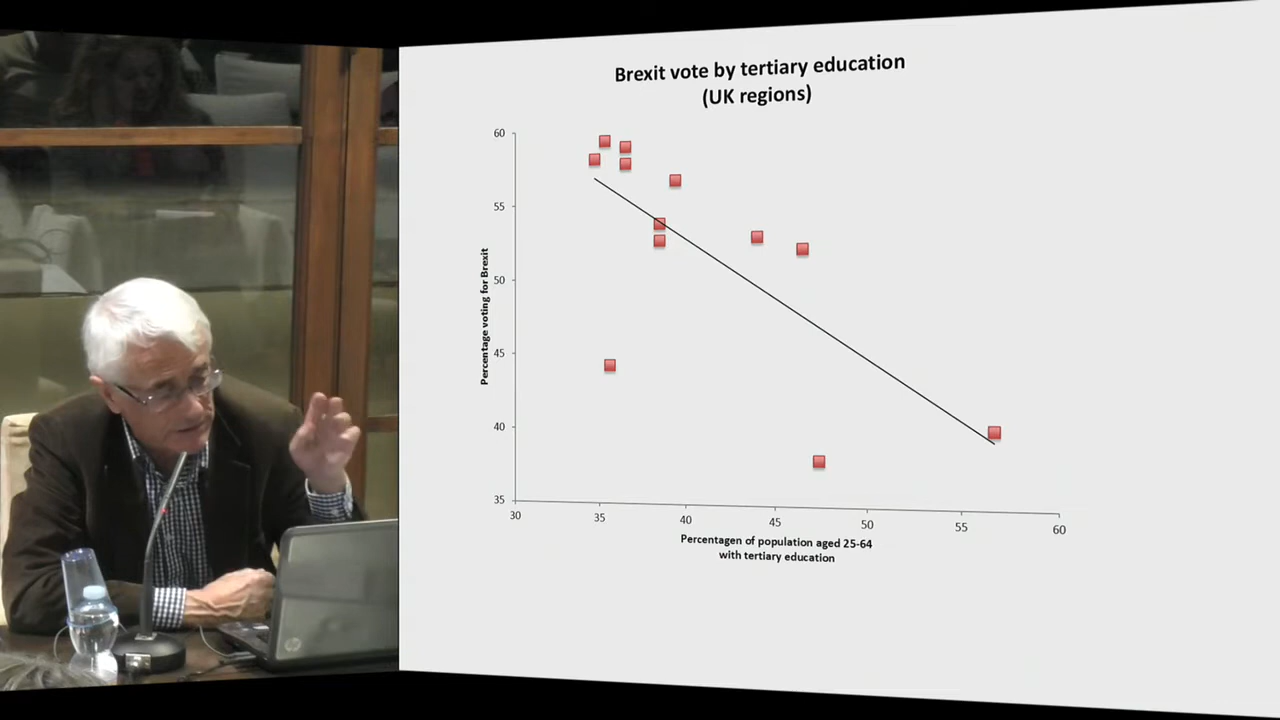 Brexit vote by tertiary education
(UK regions)
60
55
50
45
40
35
Percentage voting for Brexit
30
35
40
45
50
55
60
Percentagen of population aged 25-64
with tertiary education
hp